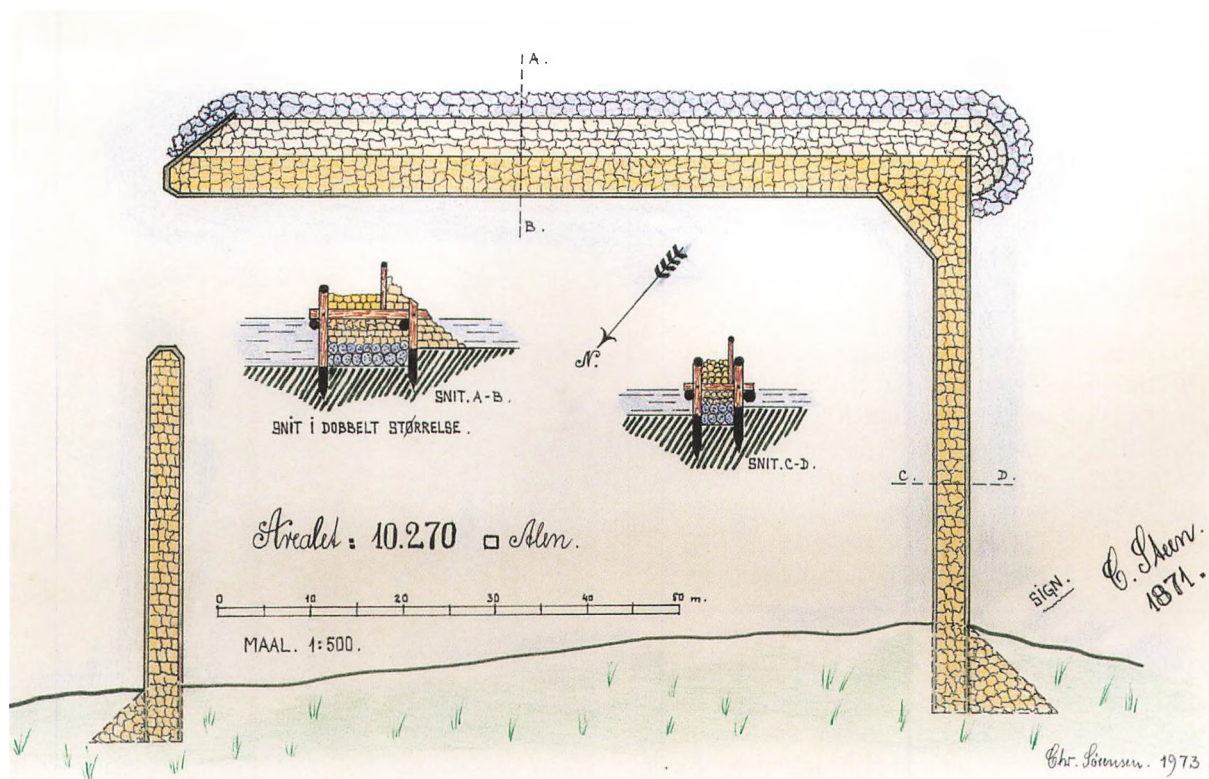 A.
B.
N.
SNIT. A-B.
SNIT I DOBBELT STØRRELSE.
SNIT. C-D.
C. D.
Arealet: 10.270 □ Alen.
0 10 20 30 40 50 m.
MAAL. 1:500.
SIGN.
C. Steen.
1871.
Chr. Sørensen. 1973